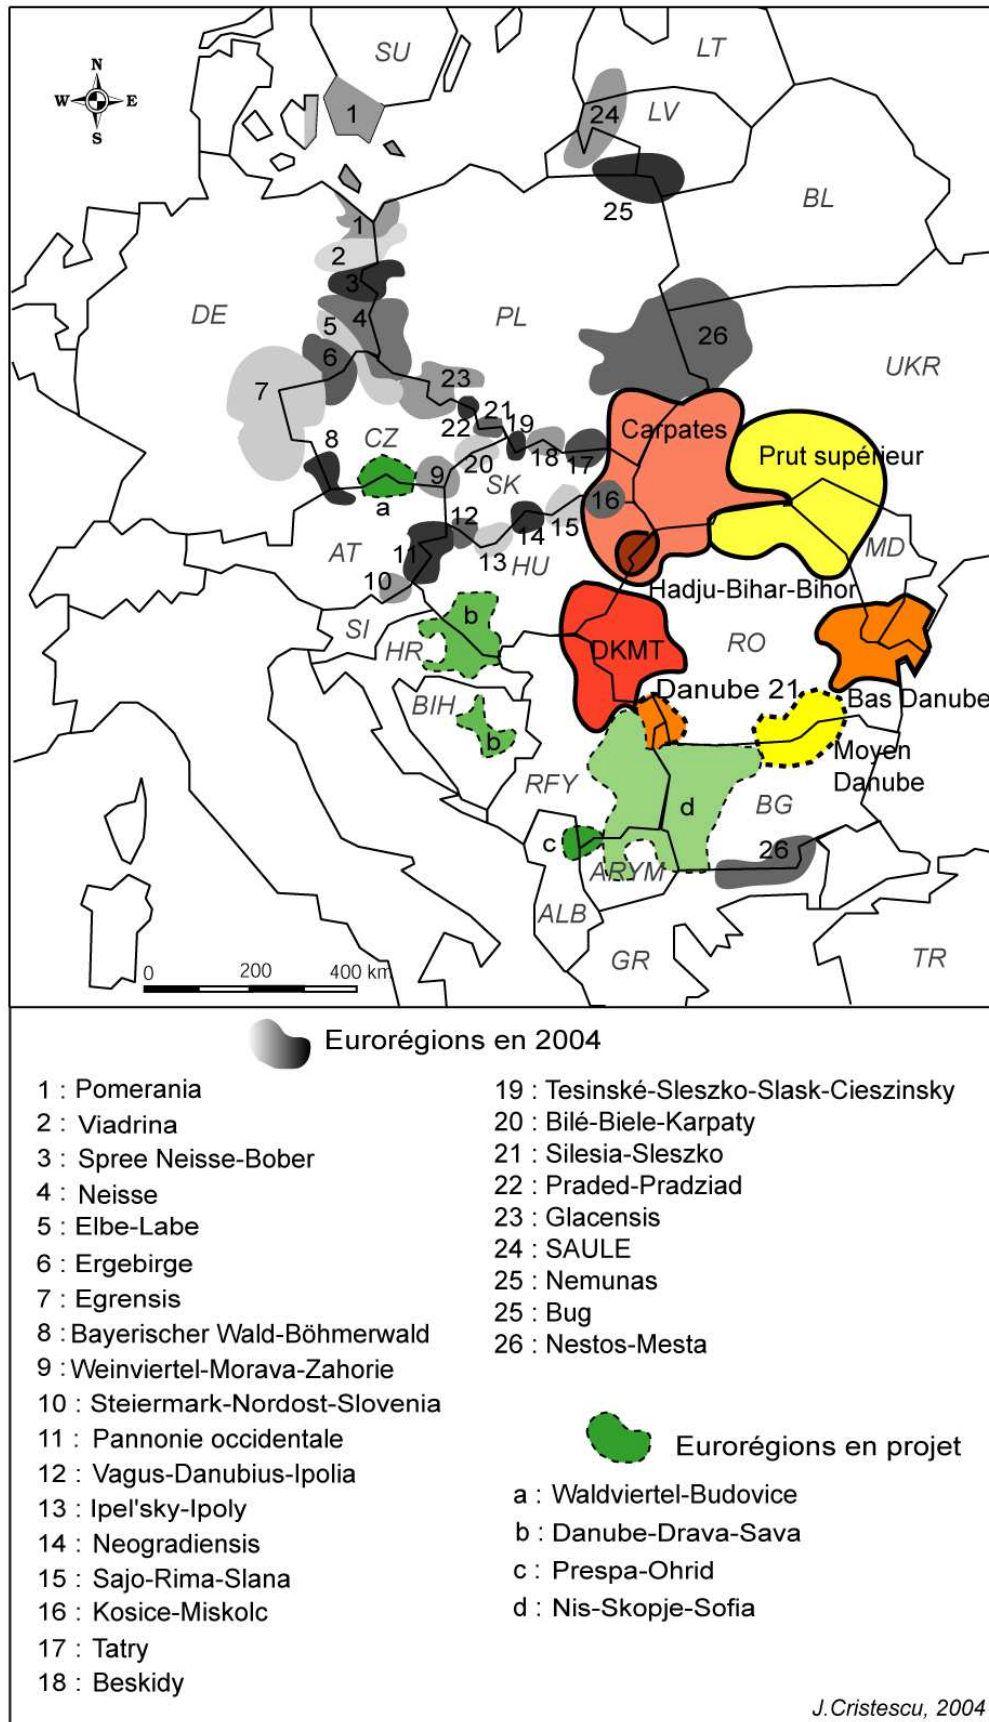 SU
LT
N
W E
S
1
24
LV
BL
25
1
2
3
DE
5
4
PL
26
6
UKR
7
23
Carpates
22
21
19
8
CZ
20
18
17
Prut supérieur
9
SK
16
a
12
15
14
13
AT
11
HU
MD
10
Hadju-Bihar-Bihor
b
SI
HR
DKMT
RO
BIH
Danube 21
Bas Danube
b
Moyen
Danube
RFY
d
BG
c
26
ARYM
ALB
GR
TR
0 200 400 km
Eurorégions en 2004
1 : Pomerania
2 : Viadrina
3 : Spree Neisse-Bober
4 : Neisse
5 : Elbe-Labe
6 : Ergebirge
7 : Egrensis
8 : Bayerischer Wald-Böhmerwald
9 : Weinviertel-Morava-Zahorie
10 : Steiermark-Nordost-Slovenia
11 : Pannonie occidentale
12 : Vagus-Danubius-Ipolia
13 : Ipel'sky-Ipoly
14 : Neogradiensis
15 : Sajo-Rima-Slana
16 : Kosice-Miskolc
17 : Tatry
18 : Beskidy
19 : Tesinské-Sleszko-Slask-Cieszinsky
20 : Bilé-Biele-Karpaty
21 : Silesia-Sleszko
22 : Praded-Pradziad
23 : Glacensis
24 : SAULE
25 : Nemunas
25 : Bug
26 : Nestos-Mesta
Eurorégions en projet
a : Waldviertel-Budovice
b : Danube-Drava-Sava
c : Prespa-Ohrid
d : Nis-Skopje-Sofia
J.Cristescu, 2004